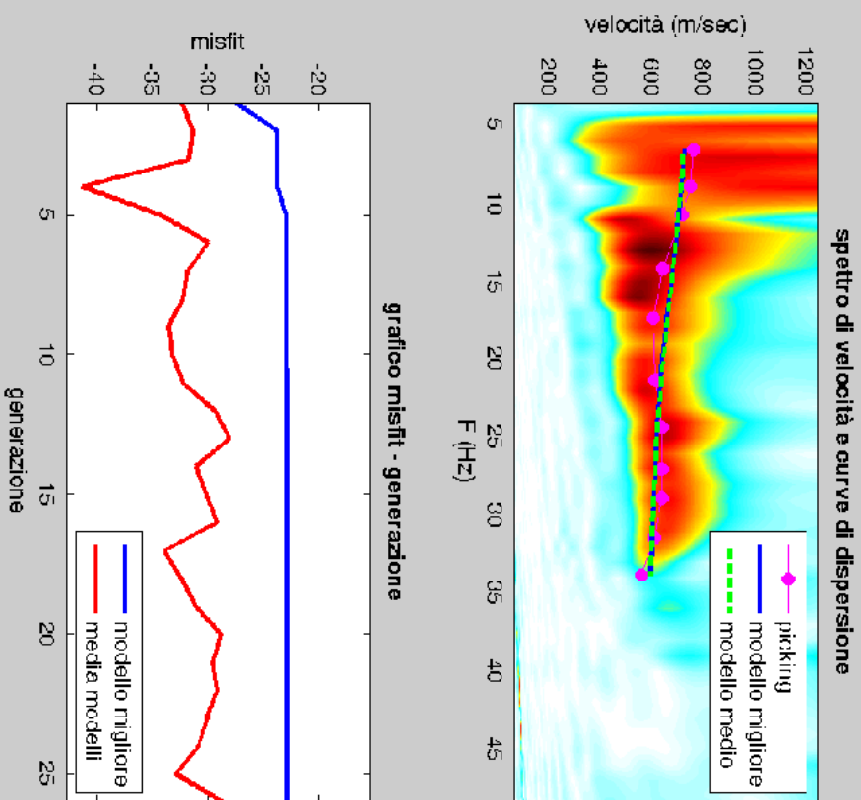 spettro di velocità e curve di dispersione
velocità (m/sec)
1200
1000
800
600
400
200
5
10
15
20
25
30
35
40
45
F (Hz)
picking
modello migliore
modello medio
grafico misfit - generazione
misfit
-20
-25
-30
-35
-40
5
10
15
20
25
generazione
modello migliore
media modelli